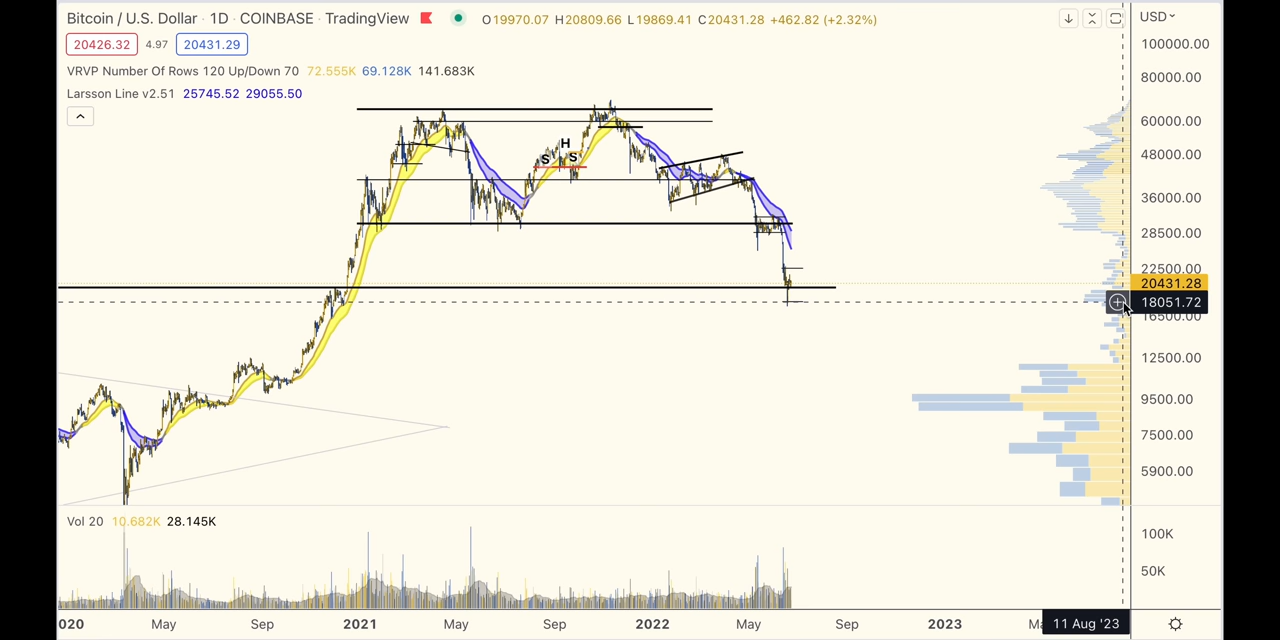 Bitcoin / U.S. Dollar · 1D · COINBASE · TradingView O19970.07 H20809.66 L19869.41 C20431.28 +462.82 (+2.32%) USD
20426.32 4.97 20431.29
VRVP Number Of Rows 120 Up/Down 70 72.555K 69.128K 141.683K
Larsson Line v2.51 25745.52 29055.50
100000.00
80000.00
60000.00
48000.00
36000.00
28500.00
22500.00
20431.28
18051.72
16500.00
12500.00
9500.00
7500.00
5900.00
H
S S
Vol 20 10.682K 28.145K
100K
50K
020 May Sep 2021 May Sep 2022 May Sep 2023 Ma 11 Aug '23